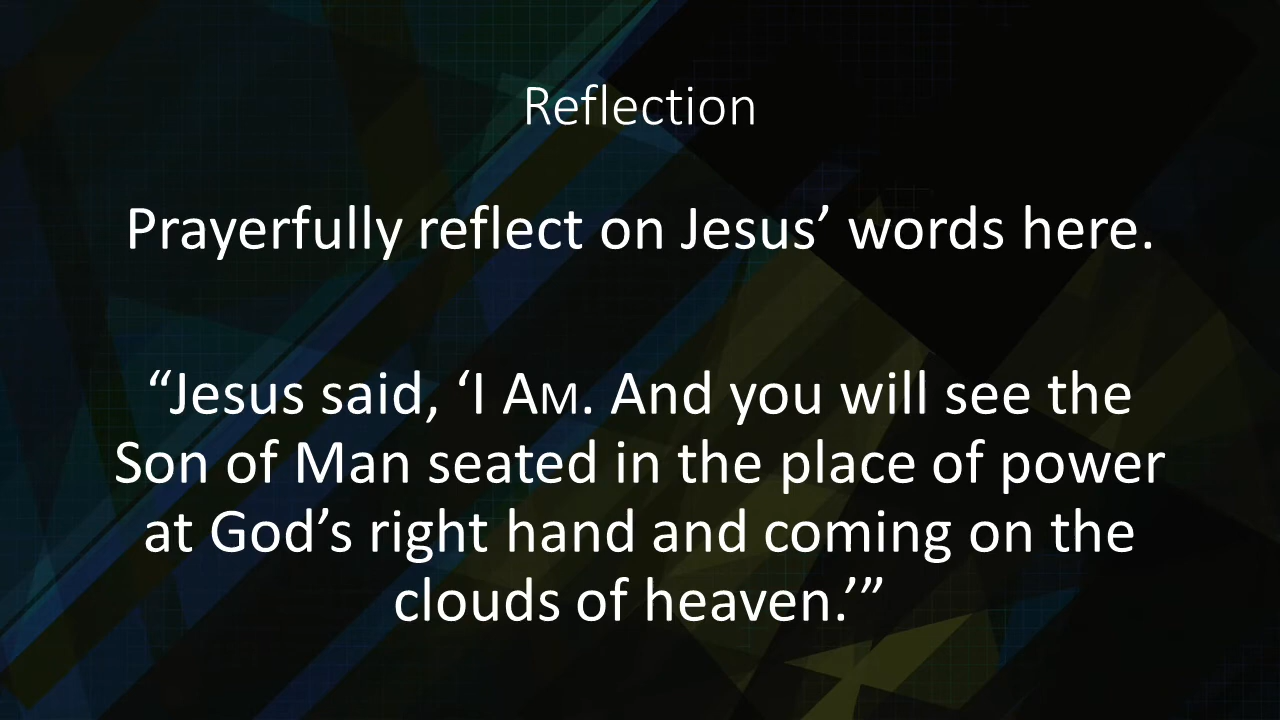 Reflection
Prayerfully reflect on Jesus’ words here.
“Jesus said, ‘I AM. And you will see the
Son of Man seated in the place of power
at God’s right hand and coming on the
clouds of heaven.’”